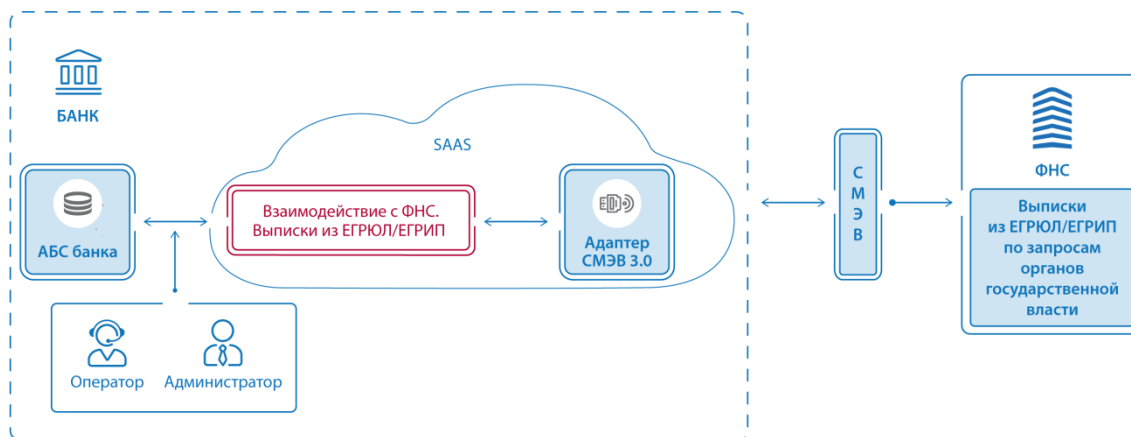 БАНК
SAAS
АБС банка
Взаимодействие с ФНС.
Выписки из ЕГРЮЛ/ЕГРИП
Адаптер
СМЭВ 3.0
Оператор
Администратор
С
М
Э
В
ФНС
Выписки
из ЕГРЮЛ/ЕГРИП
по запросам
органов
государственной
власти